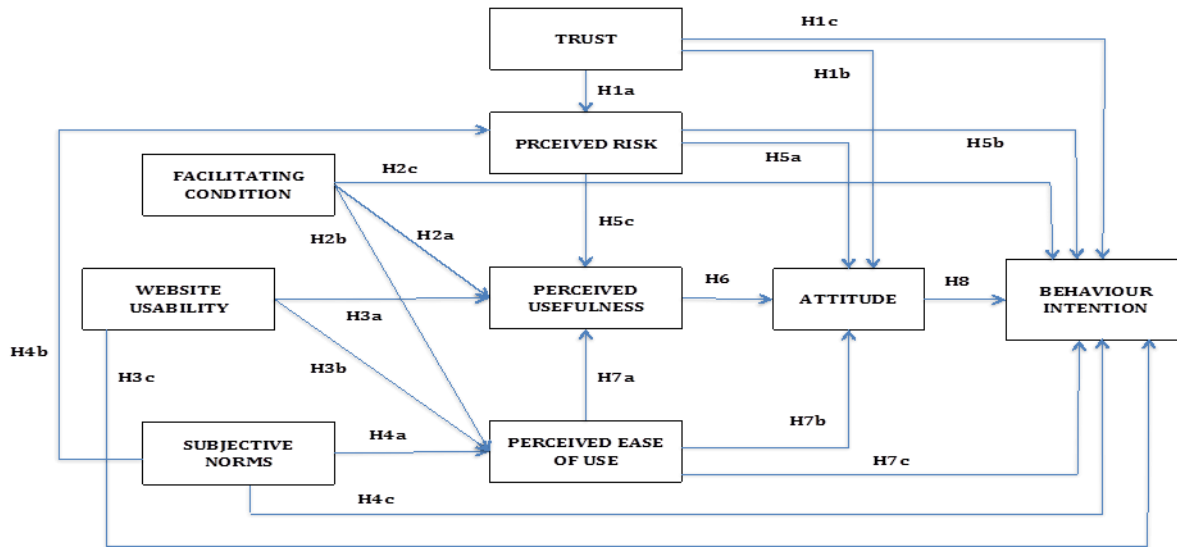 H1c
TRUST
H1b
H1a
PRCEIVED RISK
H5b
H5a
FACILITATING
CONDITION
H2c
H5c
H2a
H2b
WEBSITE
USABILITY
PERCEIVED
USEFULNESS
H6
ATTITUDE
H8
BEHAVIOUR
INTENTION
H3a
H4b
H3b
H3c
H7a
H7b
SUBJECTIVE
NORMS
H4a
PERCEIVED EASE
OF USE
H7c
H4c